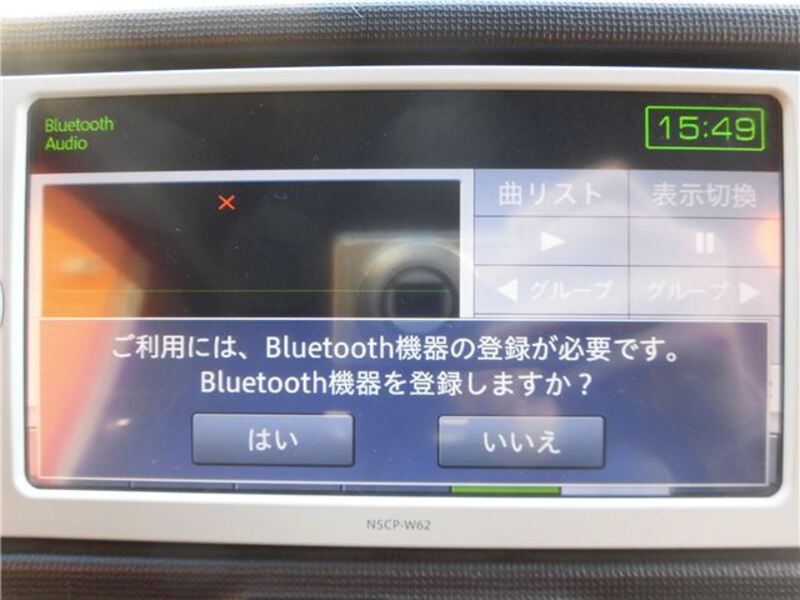 Bluetooth
Audio
15:49
曲リスト
表示切換
◀ グループ
グループ ▶
ご利用には、Bluetooth機器の登録が必要です。
Bluetooth機器を登録しますか？
はい
いいえ
NSCP-W62